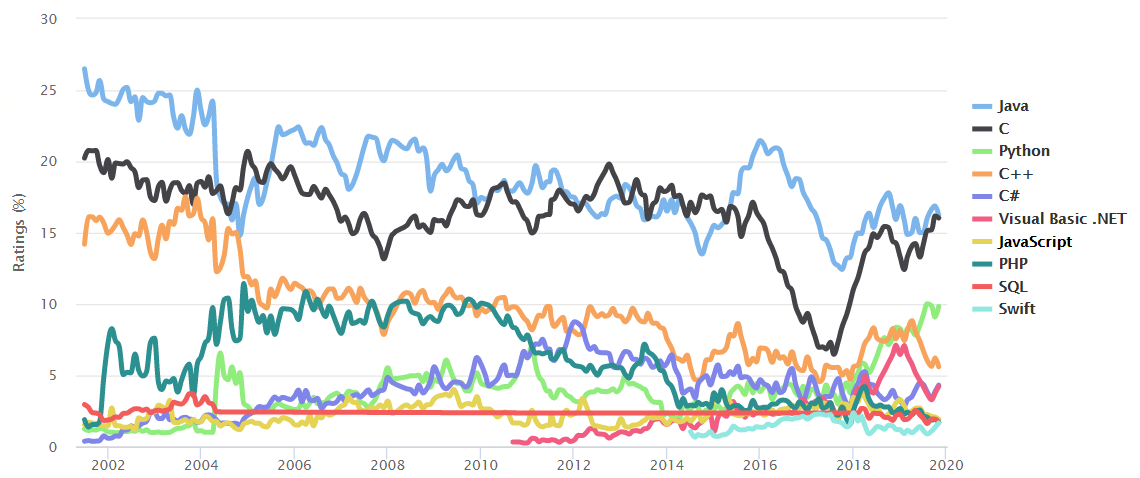 30
25
20
15
10
5
0
Ratings (%)
2002
2004
2006
2008
2010
2012
2014
2016
2018
2020
Java
C
Python
C++
C#
Visual Basic .NET
JavaScript
PHP
SQL
Swift